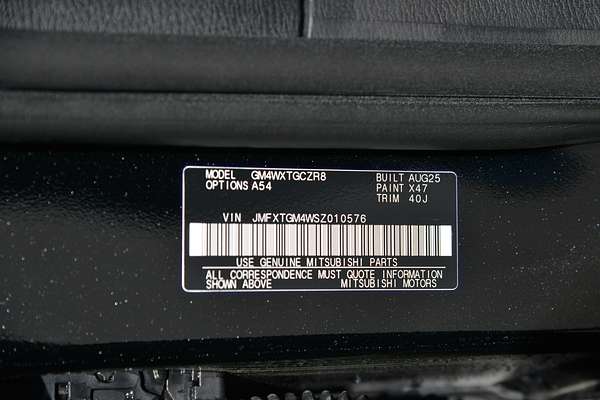 MODEL GM4WXTGCZR8 BUILT AUG25
OPTIONS A54 PAINT X47
TRIM 40J
VIN JMFXTGM4WSZ010576
USE GENUINE MITSUBISHI PARTS
ALL CORRESPONDENCE MUST QUOTE INFORMATION
SHOWN ABOVE MITSUBISHI MOTORS